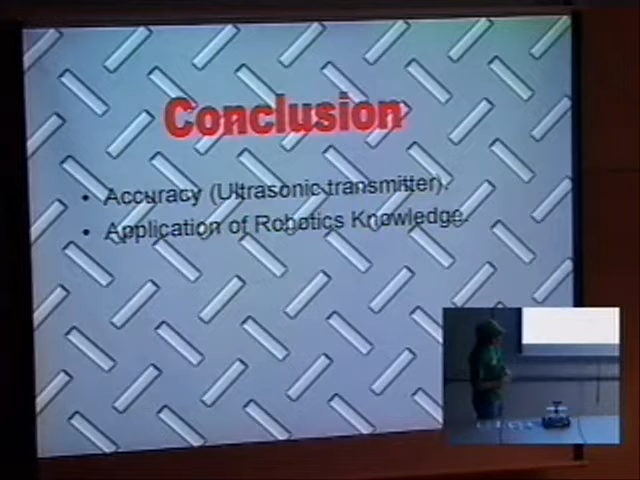 Conclusion
• Accuracy (Ultrasonic transmitter).
• Application of Robotics Knowledge.